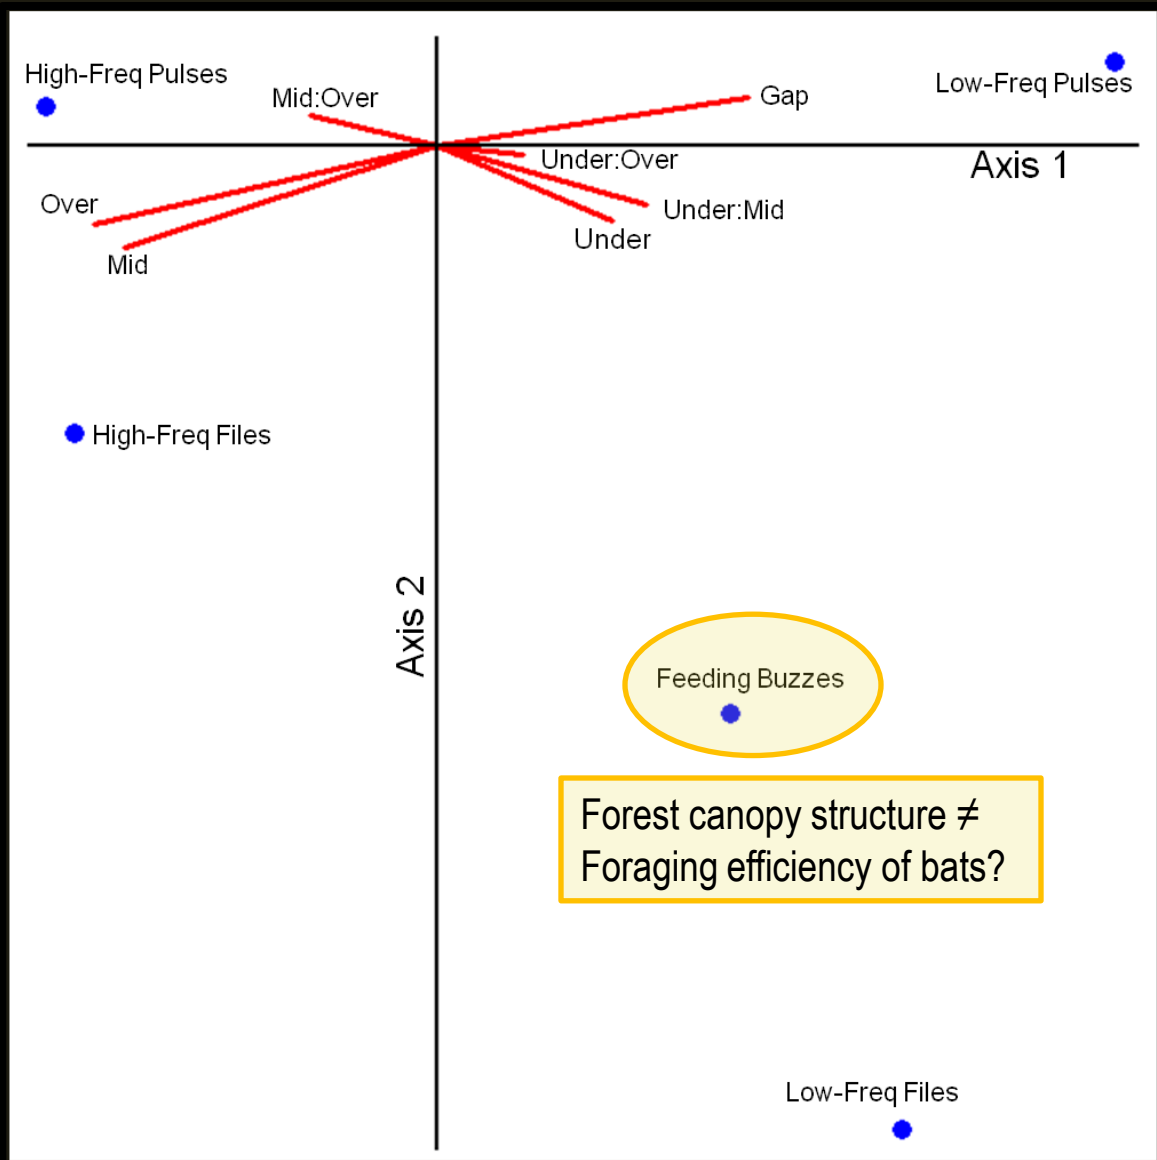 High-Freq Pulses
Low-Freq Pulses
Mid:Over
Gap
Under:Over
Axis 1
Over
Under:Mid
Under
Mid
High-Freq Files
Axis 2
Feeding Buzzes
Forest canopy structure ≠
Foraging efficiency of bats?
Low-Freq Files